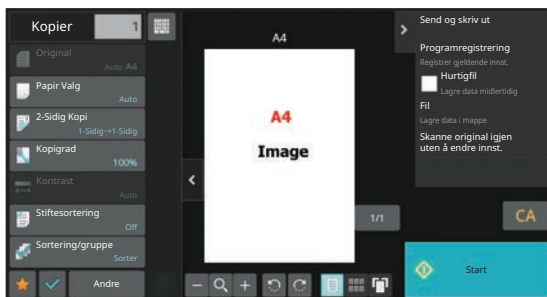 Kopier
1
Original
Auto A4
Papir Valg
Auto
2-Sidig Kopi
1-Sidig→1-Sidig
Kopigrad
100%
Kontrast
Auto
Stiftesortering
Off
Sortering/gruppe
Sorter
Andre
A4
A4
Image
1/1
Send og skriv ut
Programregistrering
Registrer gjeldende innst.
Hurtigfil
Lagre data midlertidig
Fil
Lagre data i mappe
Skanne original igjen
uten å endre innst.
CA
Start